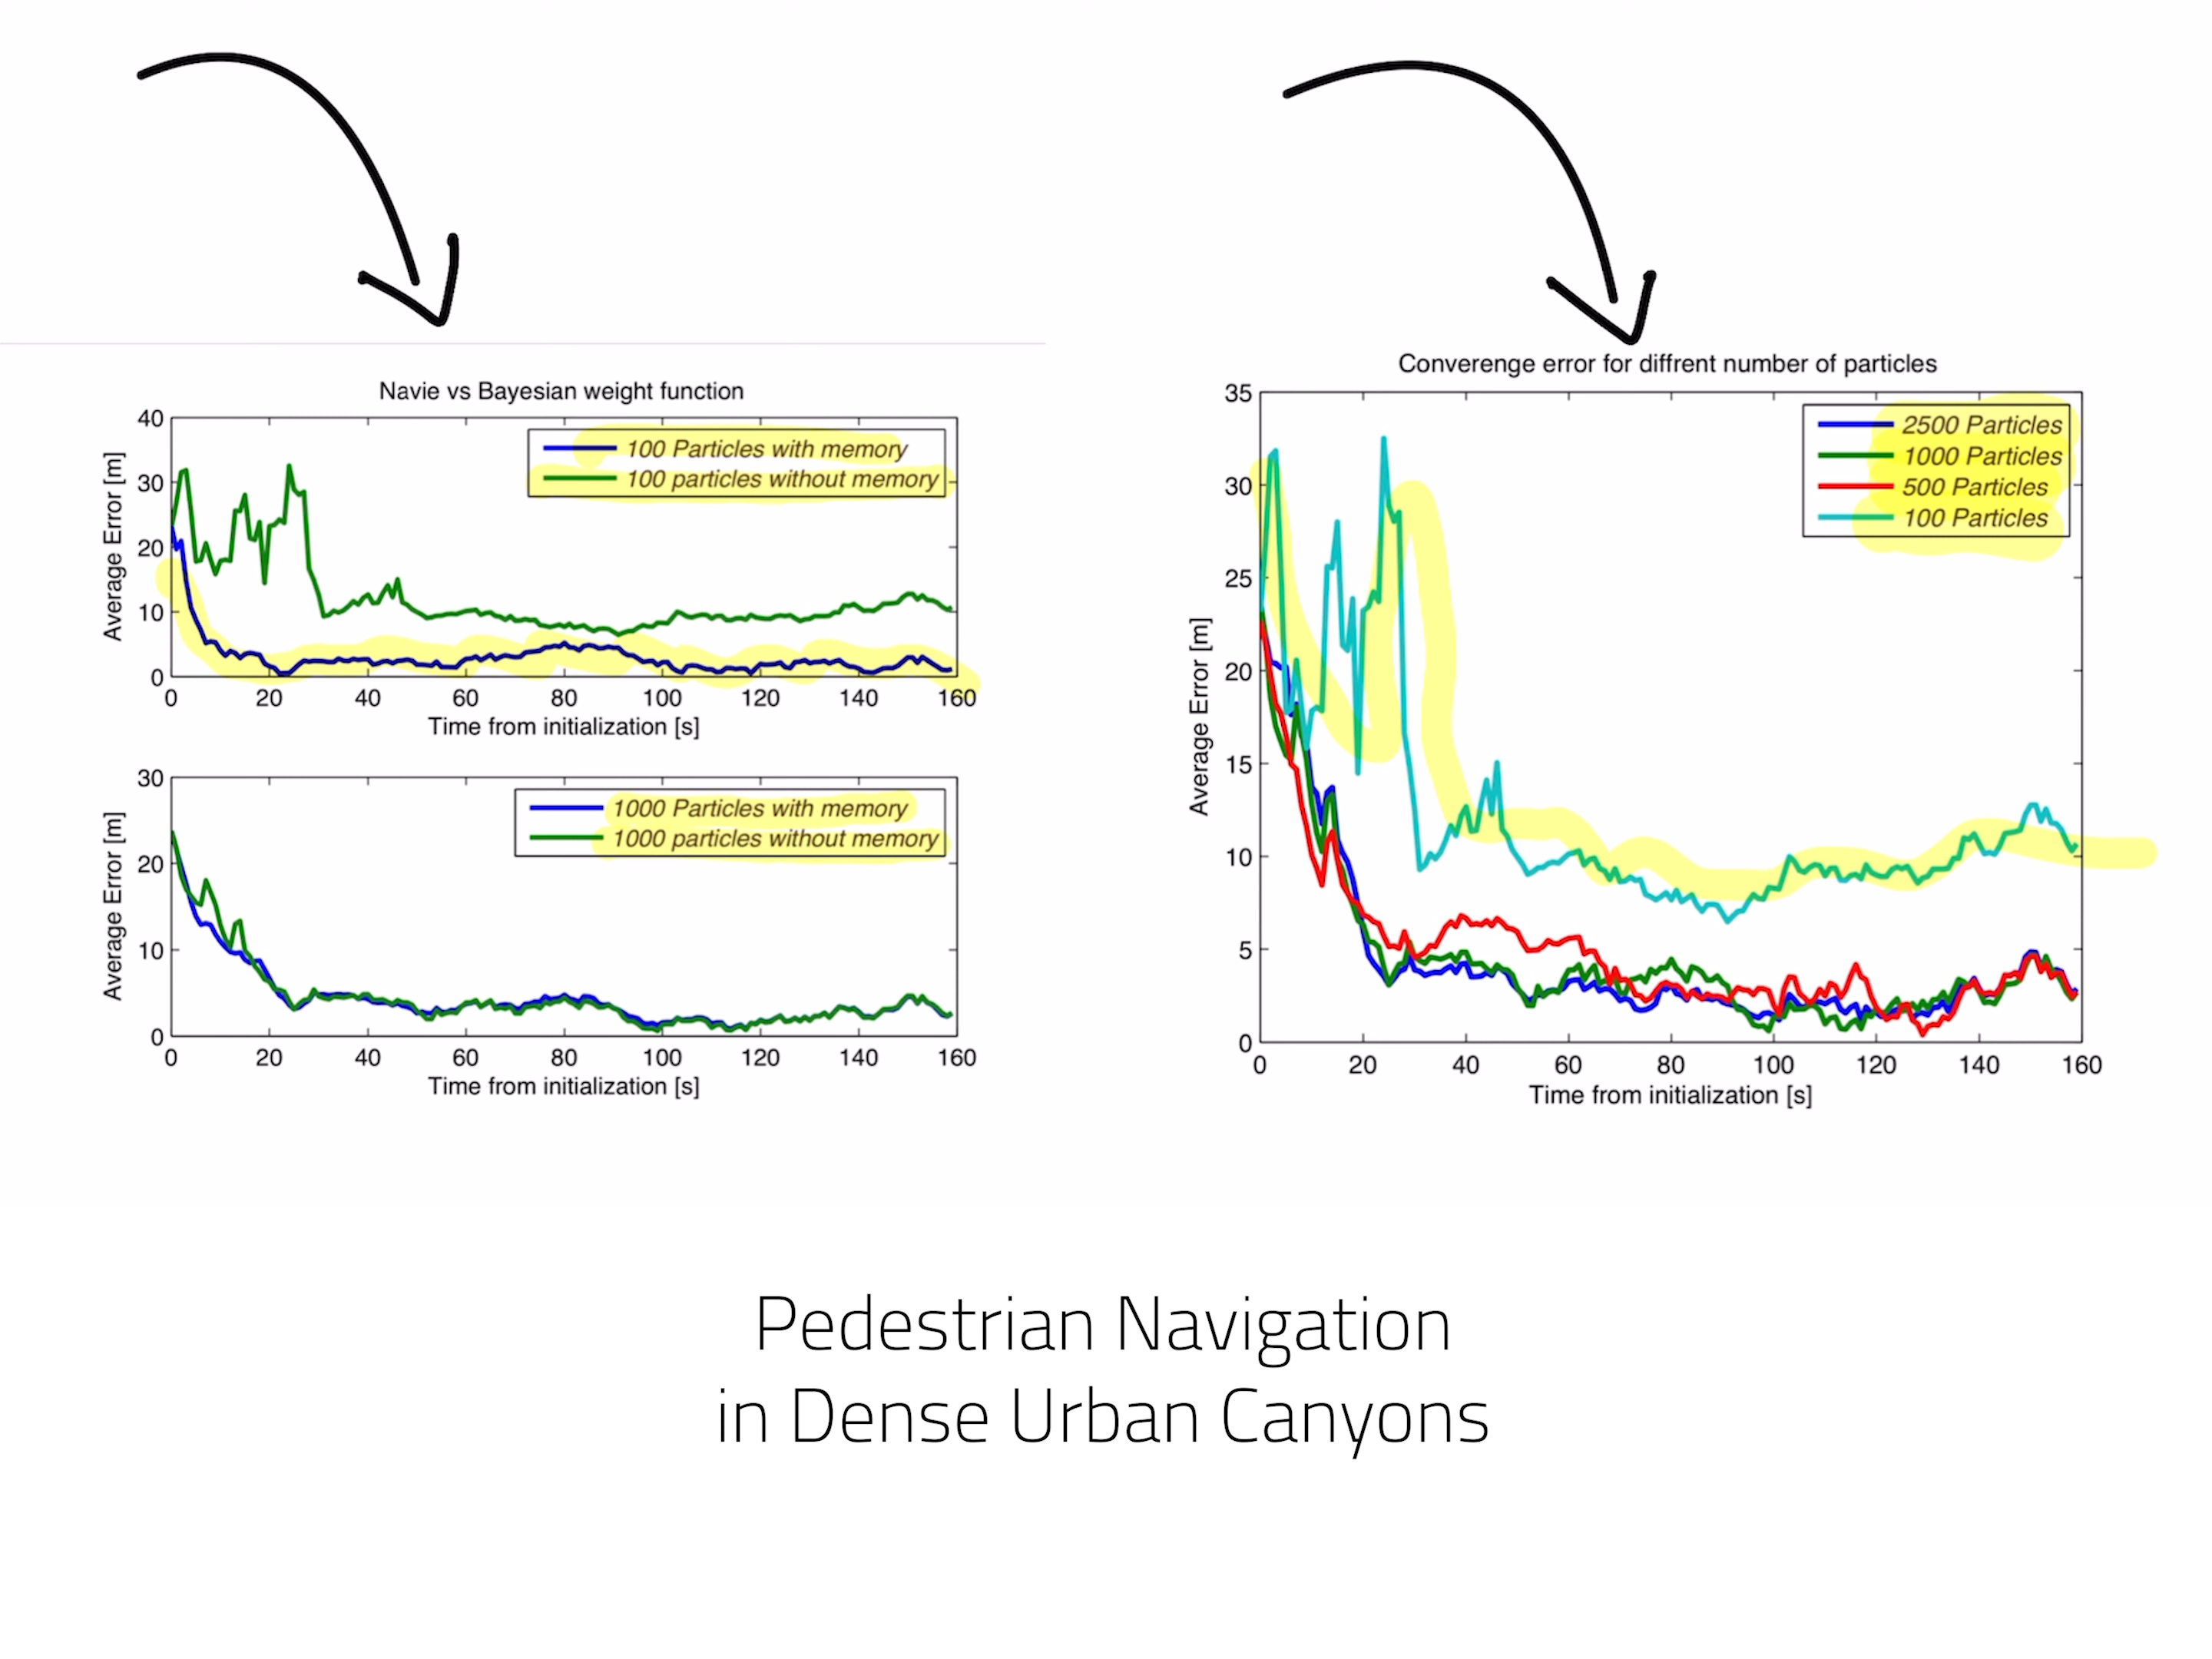 Navie vs Bayesian weight function
40
30
20
10
0
Average Error [m]
100 Particles with memory
100 particles without memory
0 20 40 60 80 100 120 140 160
Time from initialization [s]
30
20
10
0
Average Error [m]
1000 Particles with memory
1000 particles without memory
0 20 40 60 80 100 120 140 160
Time from initialization [s]
Converenge error for diffrent number of particles
35
30
25
20
15
10
5
0
Average Error [m]
2500 Particles
1000 Particles
500 Particles
100 Particles
0 20 40 60 80 100 120 140 160
Time from initialization [s]
Pedestrian Navigation
in Dense Urban Canyons